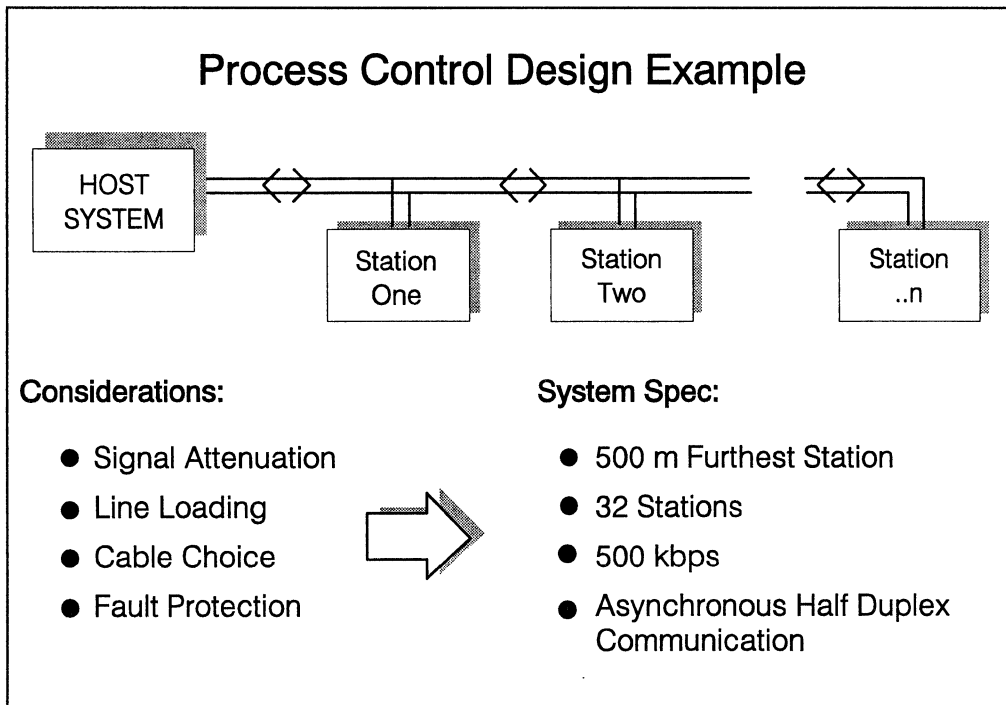 Process Control Design Example
HOST
SYSTEM
Station
One
Station
Two
Station
..n
Considerations:
● Signal Attenuation
● Line Loading
● Cable Choice
● Fault Protection
System Spec:
● 500 m Furthest Station
● 32 Stations
● 500 kbps
● Asynchronous Half Duplex
Communication